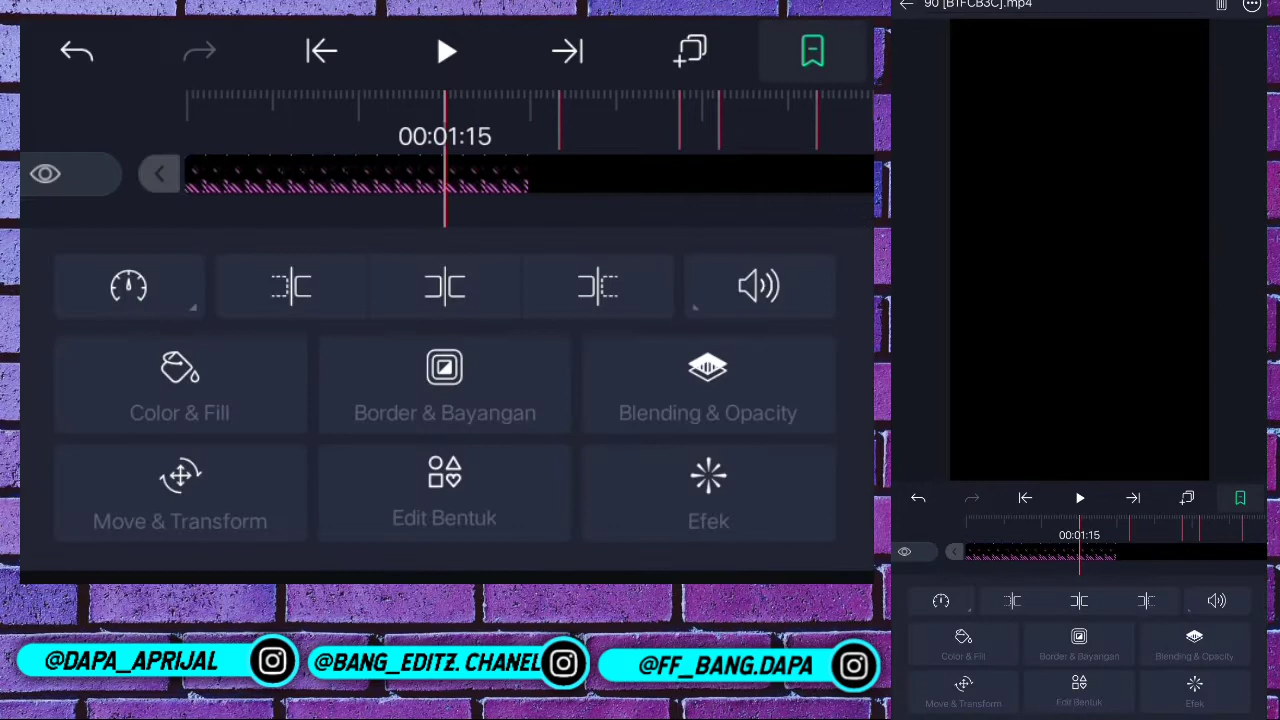 90 [B1FCB3C].mp4
00:01:15
Color & Fill
Border & Bayangan
Blending & Opacity
Move & Transform
Edit Bentuk
Efek
00:01:15
Color & Fill
Border & Bayangan
Blending & Opacity
Move & Transform
Edit Bentuk
Efek
@DAPA_APRIJAL
@BANG_EDITZ.CHANEL
@FF_BANG.DAPA